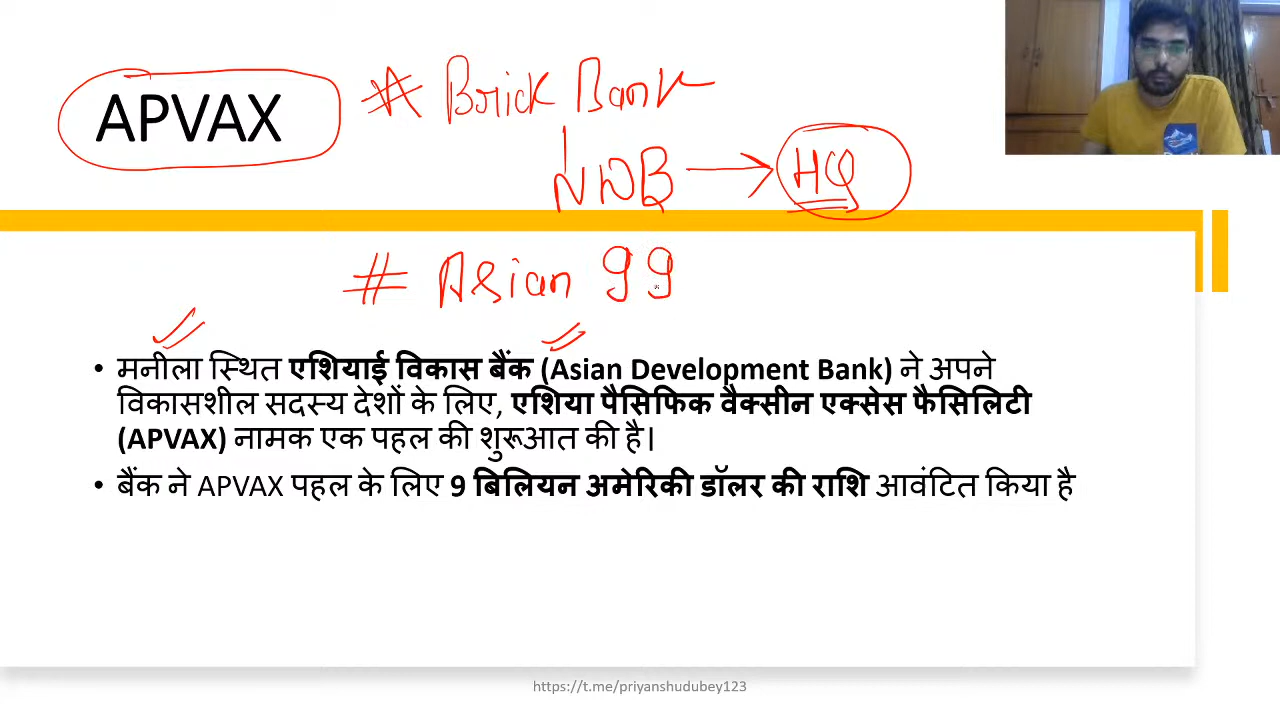 APVAX
# Brick Bank
NDB → HQ
# Asian 99
• मनीला स्थित एशियाई विकास बैंक (Asian Development Bank) ने अपने
विकासशील सदस्य देशों के लिए, एशिया पैसिफिक वैक्सीन एक्सेस फैसिलिटी
(APVAX) नामक एक पहल की शुरूआत की है।
• बैंक ने APVAX पहल के लिए 9 बिलियन अमेरिकी डॉलर की राशि आवंटित किया है
https://t.me/priyanshudubey123